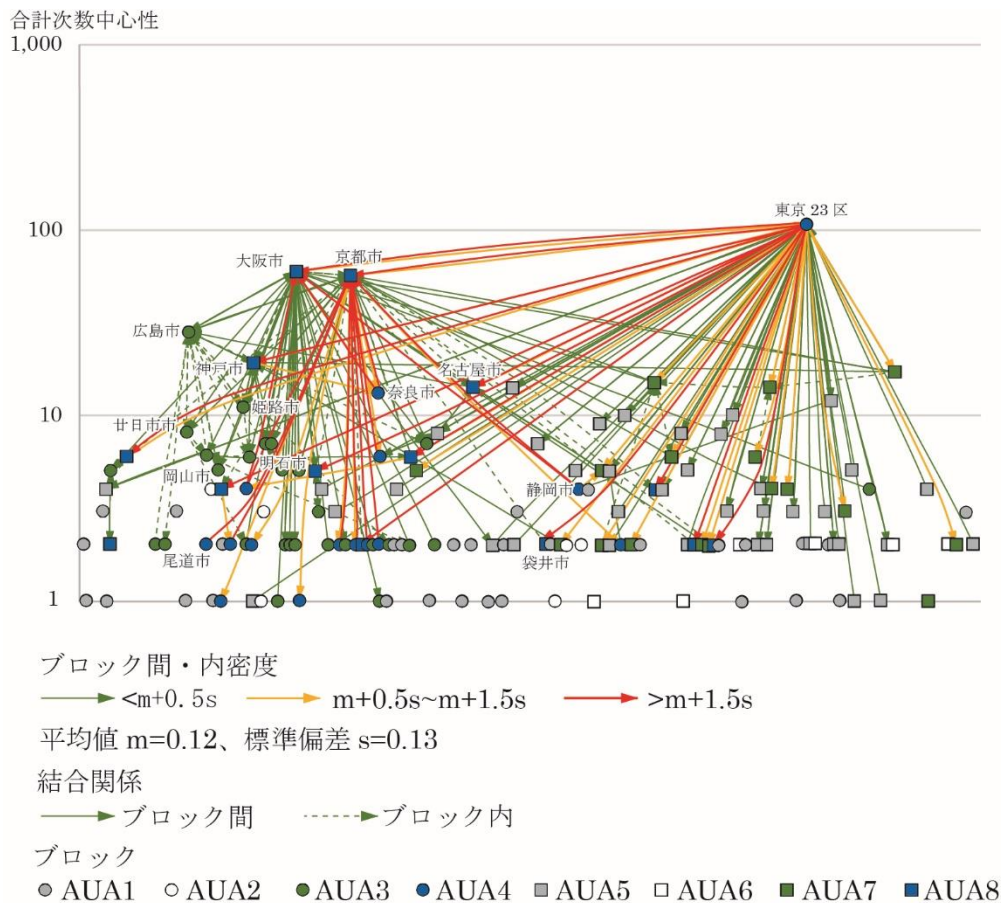 合計次数中心性
1,000
100
10
1
東京 23 区
大阪市
京都市
広島市
神戸市
名古屋市
奈良市
姫路市
廿日市市
明石市
岡山市
静岡市
尾道市
袋井市
ブロック間・内密度
<m+0.5s m+0.5s~m+1.5s >m+1.5s
平均値 m=0.12、標準偏差 s=0.13
結合関係
ブロック間 ブロック内
ブロック
AUA1 AUA2 AUA3 AUA4 AUA5 AUA6 AUA7 AUA8